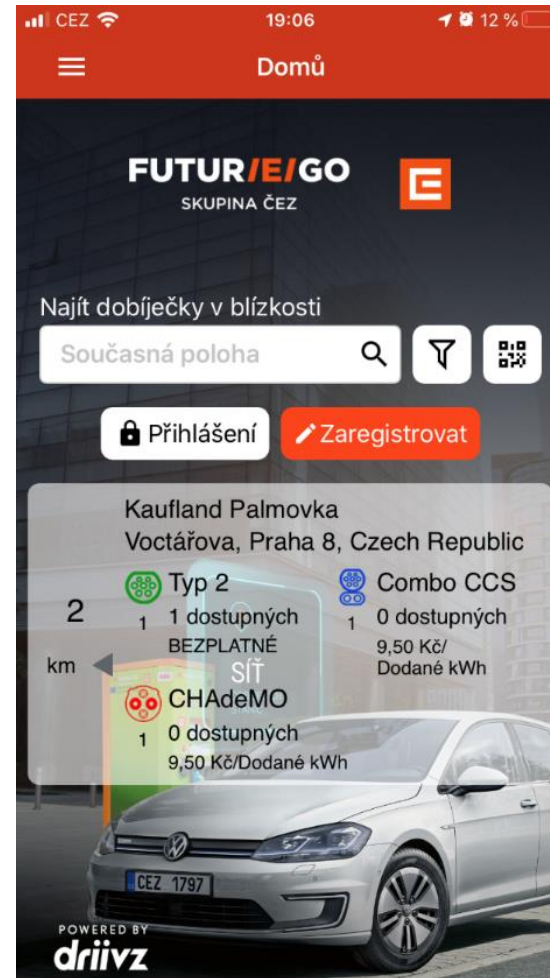 CEZ 19:06 12 %
Domů
FUTUR/E/GO
SKUPINA ČEZ
Najít dobíječky v blízkosti
Současná poloha
Přihlášení Zaregistrovat
Kaufland Palmovka
Voctářova, Praha 8, Czech Republic
2
km
Typ 2
1 1 dostupných
BEZPLATNÉ
Combo CCS
1 0 dostupných
9,50 Kč/
Dodané kWh
SÍŤ
CHAdeMO
1 0 dostupných
9,50 Kč/Dodané kWh
CEZ 1797
POWERED BY
driivz